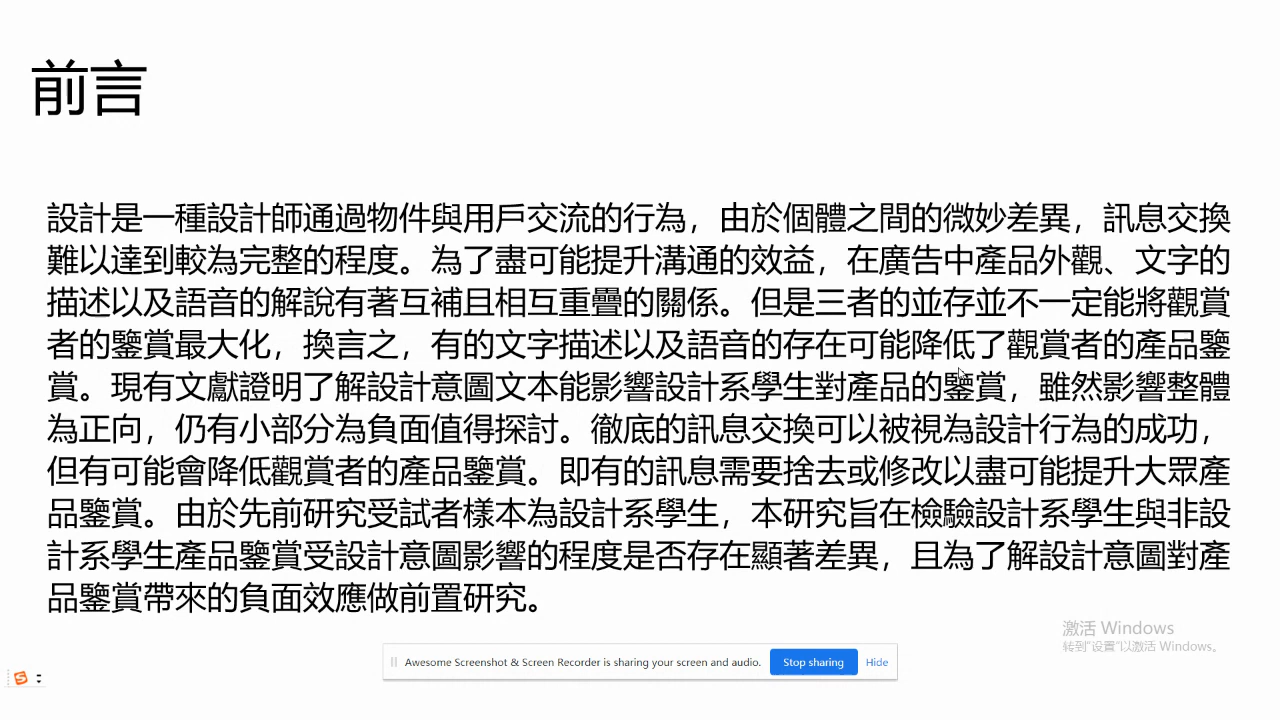 前言
設計是一種設計師通過物件與用戶交流的行為，由於個體之間的微妙差異，訊息交換
難以達到較為完整的程度。為了盡可能提升溝通的效益，在廣告中產品外觀、文字的
描述以及語音的解說有著互補且相互重疊的關係。但是三者的並存並不一定能將觀賞
者的鑒賞最大化，換言之，有的文字描述以及語音的存在可能降低了觀賞者的產品鑒
賞。現有文獻證明了解設計意圖文本能影響設計系學生對產品的鑒賞，雖然影響整體
為正向，仍有小部分為負面值得探討。徹底的訊息交換可以被視為設計行為的成功，
但有可能會降低觀賞者的產品鑒賞。即有的訊息需要捨去或修改以盡可能提升大眾產
品鑒賞。由於先前研究受試者樣本為設計系學生，本研究旨在檢驗設計系學生與非設
計系學生產品鑒賞受設計意圖影響的程度是否存在顯著差異，且為了解設計意圖對產
品鑒賞帶來的負面效應做前置研究。
激活 Windows
转到"设置"以激活 Windows。
Awesome Screenshot & Screen Recorder is sharing your screen and audio. Stop sharing Hide